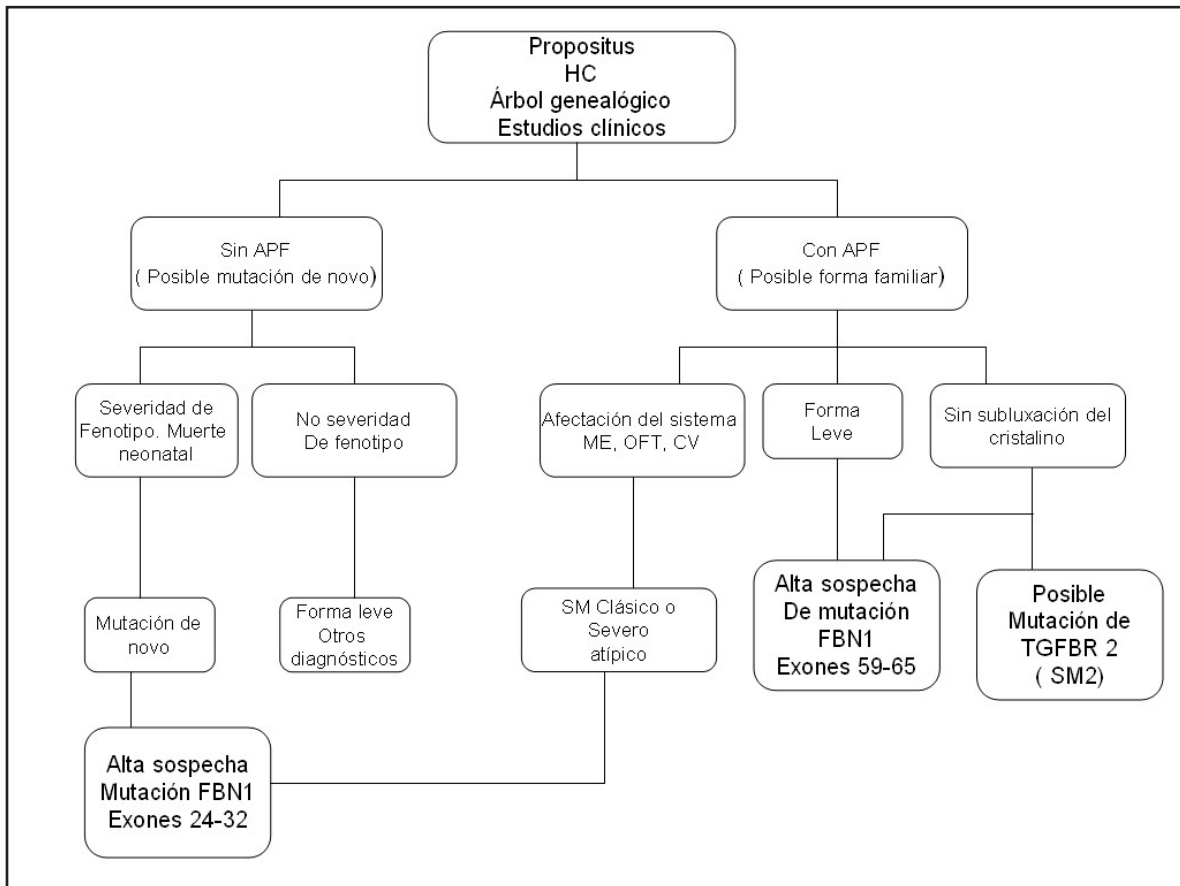 Propositus
HC
Árbol genealógico
Estudios clínicos
Sin APF
( Posible mutación de novo)
Con APF
( Posible forma familiar)
Severidad de
Fenotipo. Muerte
neonatal
No severidad
De fenotipo
Afectación del sistema
ME, OFT, CV
Forma
Leve
Sin subluxación del
cristalino
Mutación de
novo
Forma leve
Otros
diagnósticos
SM Clásico o
Severo
atípico
Alta sospecha
De mutación
FBN1
Exones 59-65
Posible
Mutación de
TGFBR 2
( SM2)
Alta sospecha
Mutación FBN1
Exones 24-32